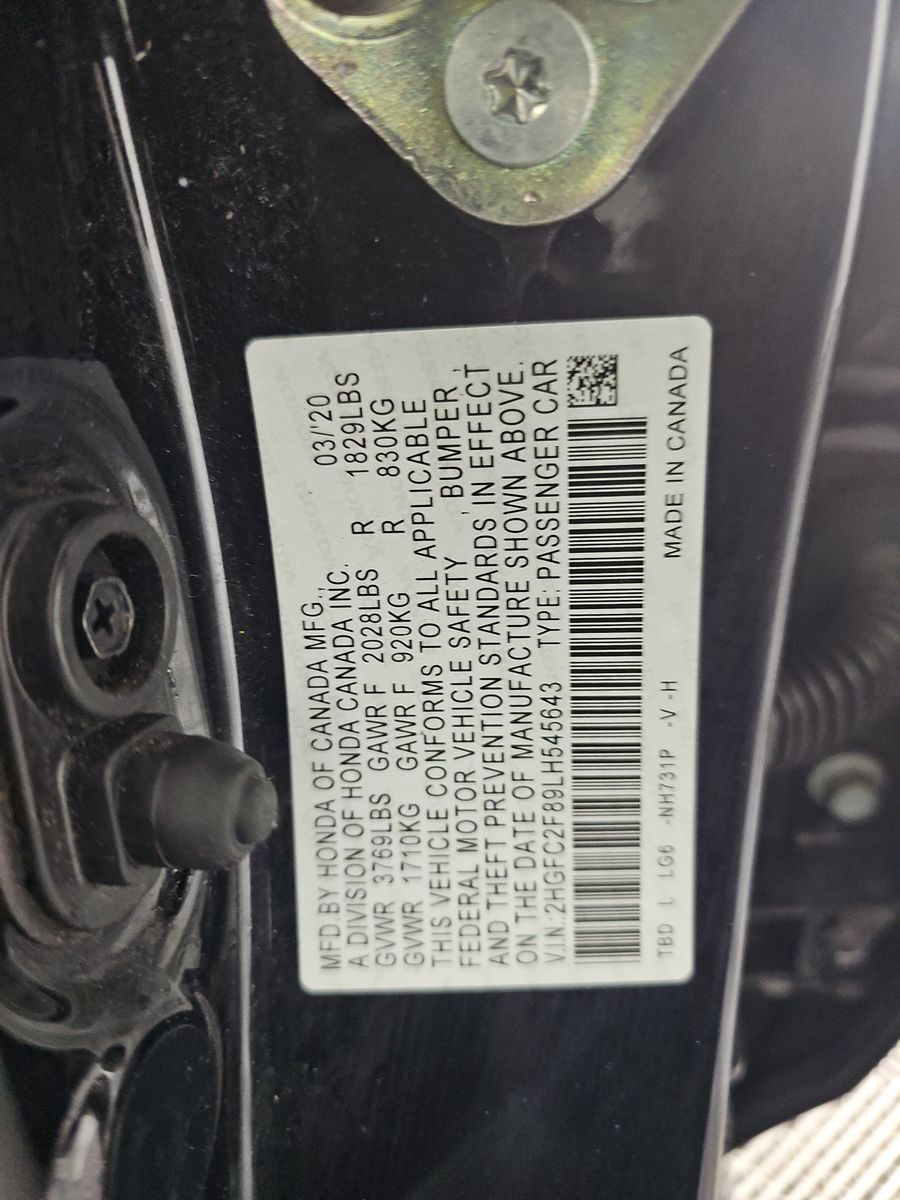 MFD.BY HONDA OF CANADA MFG., 03/'20
A DIVISION OF HONDA CANADA INC.
GVWR 3769LBS GAWR F 2028LBS R 1829LBS
GVWR 1710KG GAWR F 920KG R 830KG
THIS VEHICLE CONFORMS TO ALL APPLICABLE
FEDERAL MOTOR VEHICLE SAFETY, BUMPER,
AND THEFT PREVENTION STANDARDS IN EFFECT
ON THE DATE OF MANUFACTURE SHOWN ABOVE.
V.I.N.:2HGFC2F89LH545643 TYPE: PASSENGER CAR
TBD L LG6 -NH731P -V -H MADE IN CANADA